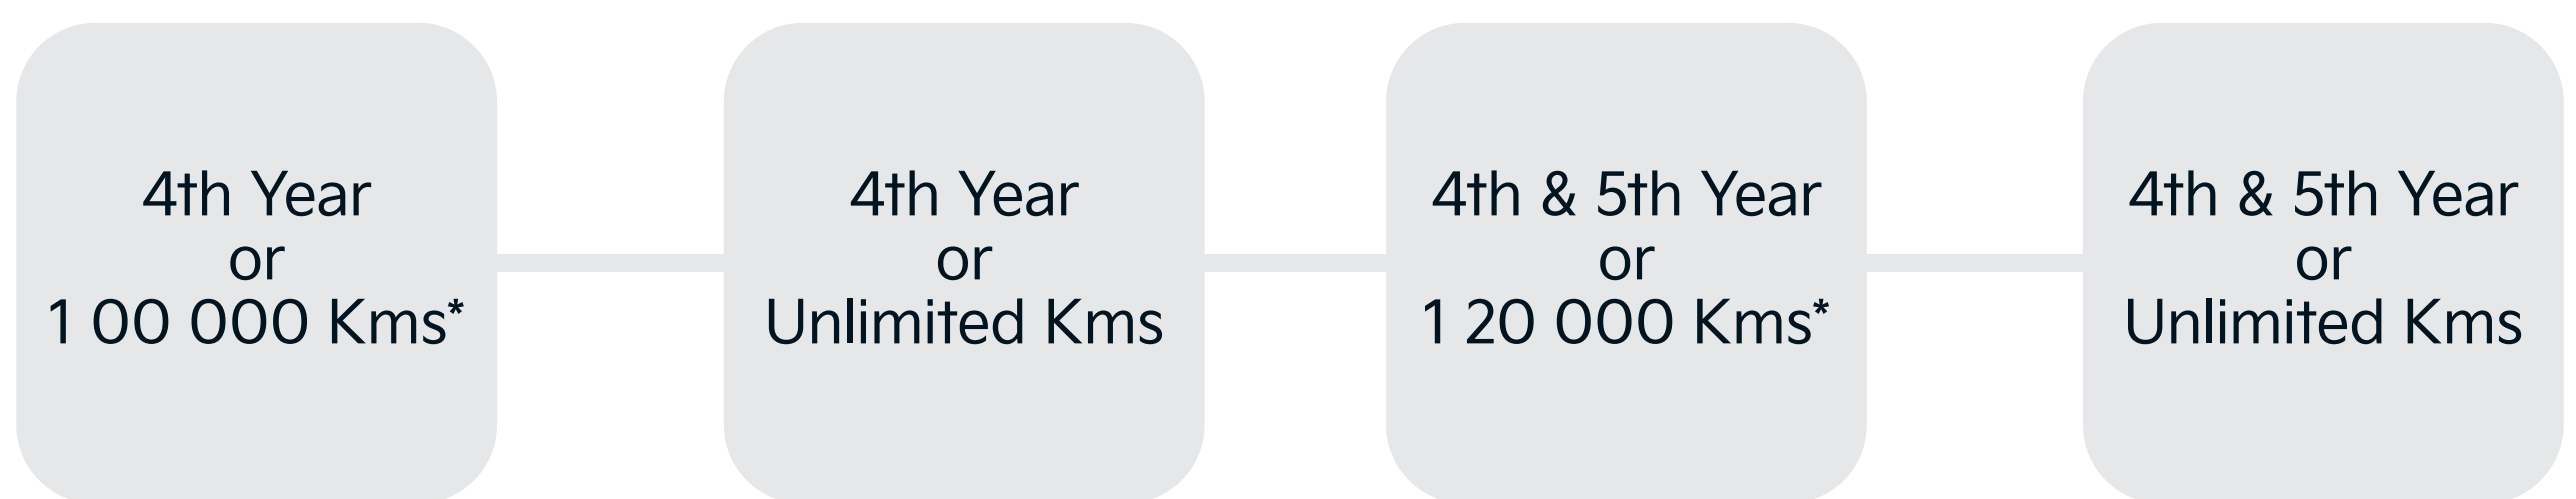 4th Year
or
1 00 000 Kms*
4th Year
or
Unlimited Kms
4th & 5th Year
or
1 20 000 Kms*
4th & 5th Year
or
Unlimited Kms